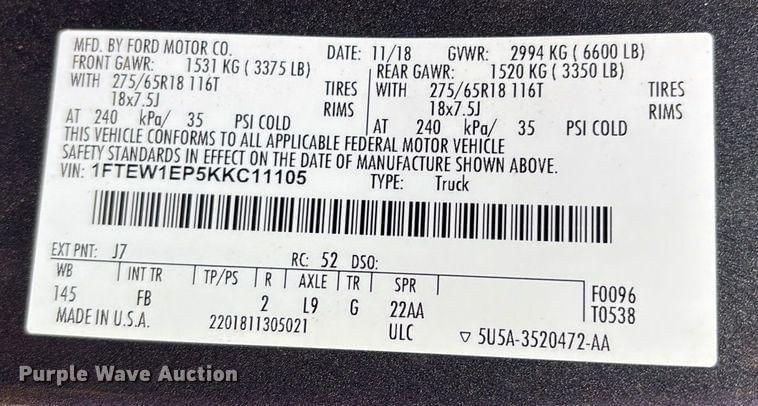 MFD. BY FORD MOTOR CO. DATE: 11/18 GVWR: 2994 KG ( 6600 LB)
FRONT GAWR: 1531 KG ( 3375 LB) REAR GAWR: 1520 KG ( 3350 LB)
WITH 275/65R18 116T TIRES WITH 275/65R18 116T TIRES
18x7.5J RIMS 18x7.5J RIMS
AT 240 kPa/ 35 PSI COLD AT 240 kPa/ 35 PSI COLD
THIS VEHICLE CONFORMS TO ALL APPLICABLE FEDERAL MOTOR VEHICLE
SAFETY STANDARDS IN EFFECT ON THE DATE OF MANUFACTURE SHOWN ABOVE.
VIN: 1FTEW1EP5KKC11105 TYPE: Truck
EXT PNT: J7 RC: 52 DSO:
WB INT TR TP/PS R AXLE TR SPR F0096
145 FB 2 L9 G 22AA T0538
MADE IN U.S.A. 2201811305021 ULC ▽ 5U5A-3520472-AA
Purple Wave Auction